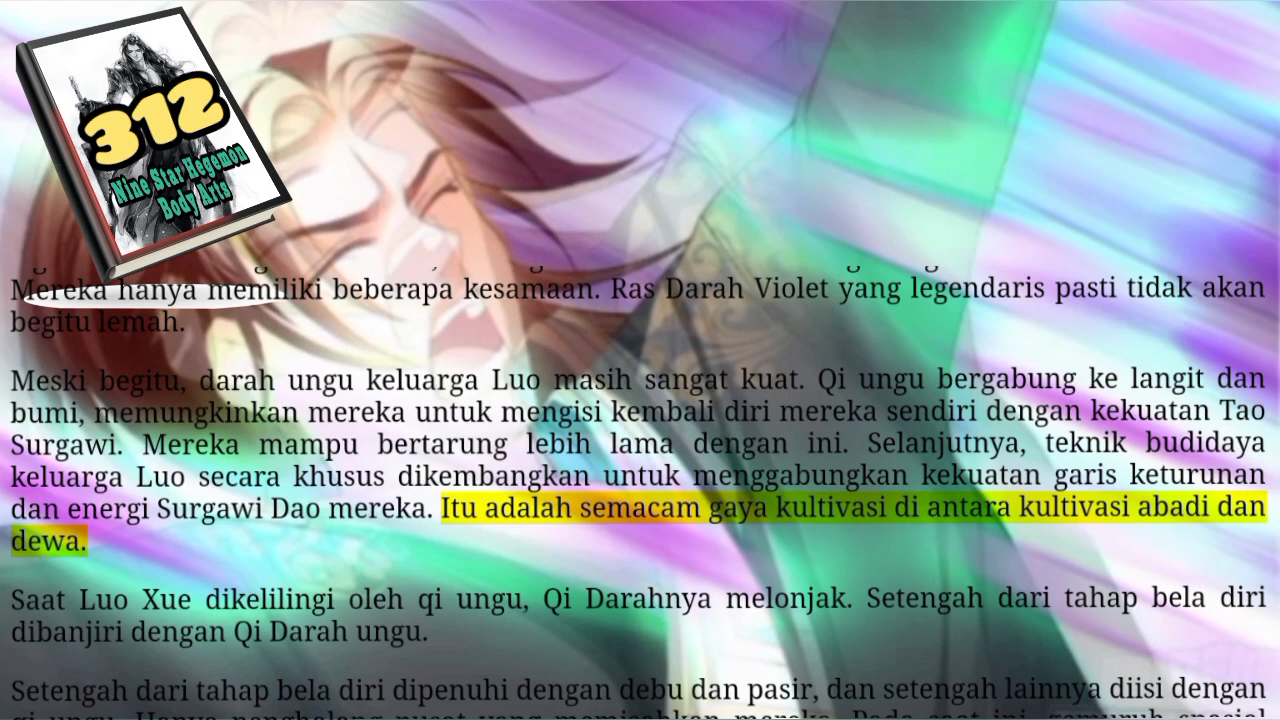 312
Nine Star Hegemon
Body Arts
Mereka hanya memiliki beberapa kesamaan. Ras Darah Violet yang legendaris pasti tidak akan
begitu lemah.
Meski begitu, darah ungu keluarga Luo masih sangat kuat. Qi ungu bergabung ke langit dan
bumi, memungkinkan mereka untuk mengisi kembali diri mereka sendiri dengan kekuatan Tao
Surgawi. Mereka mampu bertarung lebih lama dengan ini. Selanjutnya, teknik budidaya
keluarga Luo secara khusus dikembangkan untuk menggabungkan kekuatan garis keturunan
dan energi Surgawi Dao mereka. Itu adalah semacam gaya kultivasi di antara kultivasi abadi dan
dewa.
Saat Luo Xue dikelilingi oleh qi ungu, Qi Darahnya melonjak. Setengah dari tahap bela diri
dibanjiri dengan Qi Darah ungu.
Setengah dari tahap bela diri dipenuhi dengan debu dan pasir, dan setengah lainnya diisi dengan